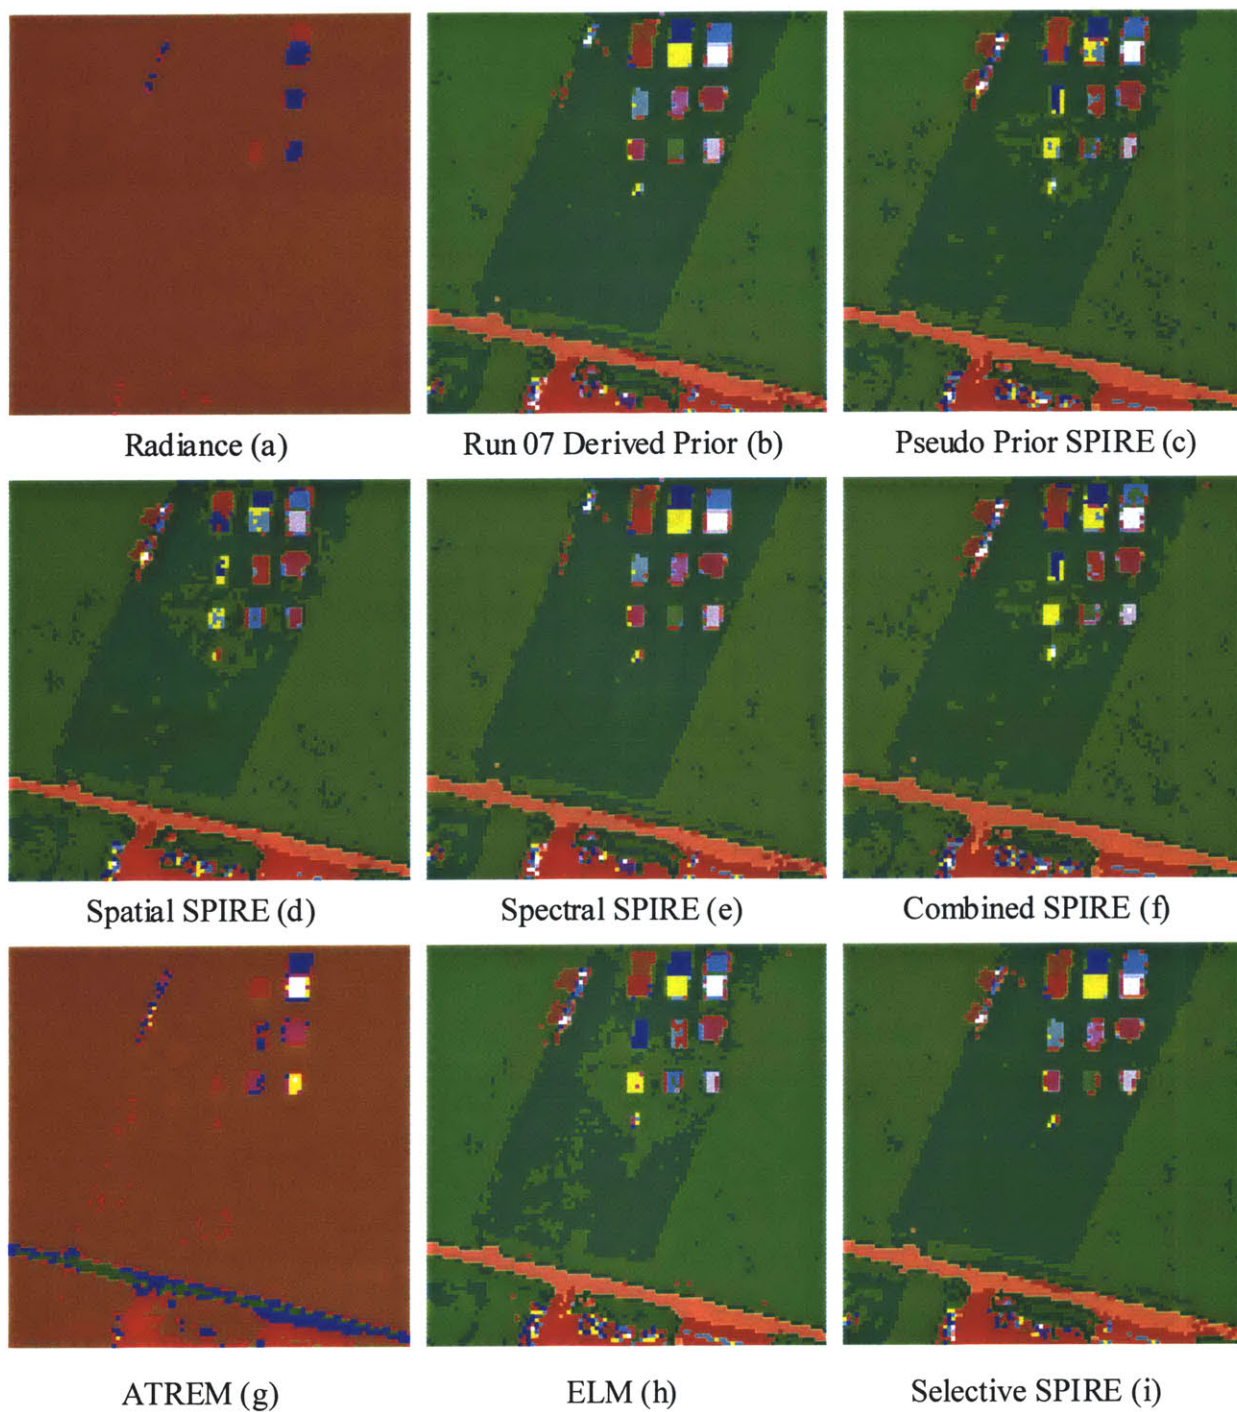 Radiance (a)
Run 07 Derived Prior (b)
Pseudo Prior SPIRE (c)
Spatial SPIRE (d)
Spectral SPIRE (e)
Combined SPIRE (f)
ATREM (g)
ELM (h)
Selective SPIRE (i)